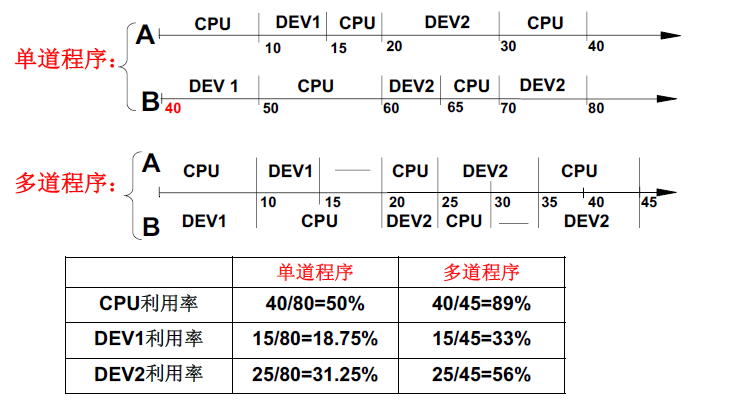 CPU DEV1 CPU DEV2 CPU
A
10 15 20 30 40
单道程序：
DEV 1 CPU DEV2 CPU DEV2
B 40 50 60 65 70 80
A CPU DEV1 CPU DEV2 CPU
多道程序：
10 15 20 25 30 35 40 45
B DEV1 CPU DEV2 CPU DEV2
单道程序 多道程序
CPU利用率 40/80=50% 40/45=89%
DEV1利用率 15/80=18.75% 15/45=33%
DEV2利用率 25/80=31.25% 25/45=56%